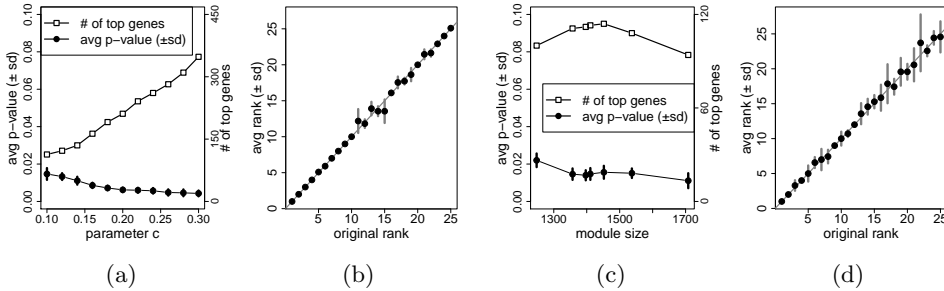 avg p−value (± sd)
0.00 0.02 0.04 0.06 0.08 0.10
# of top genes
avg p−value (±sd)
0 150 300 450
# of top genes
0.10 0.15 0.20 0.25 0.30
parameter c
(a)
avg rank (± sd)
0 5 15 25
5 10 15 20 25
original rank
(b)
avg p−value (± sd)
0.00 0.02 0.04 0.06 0.08 0.10
# of top genes
avg p−value (±sd)
0 60 120
# of top genes
1300 1500 1700
module size
(c)
avg rank (± sd)
0 5 15 25
5 10 15 20 25
original rank
(d)